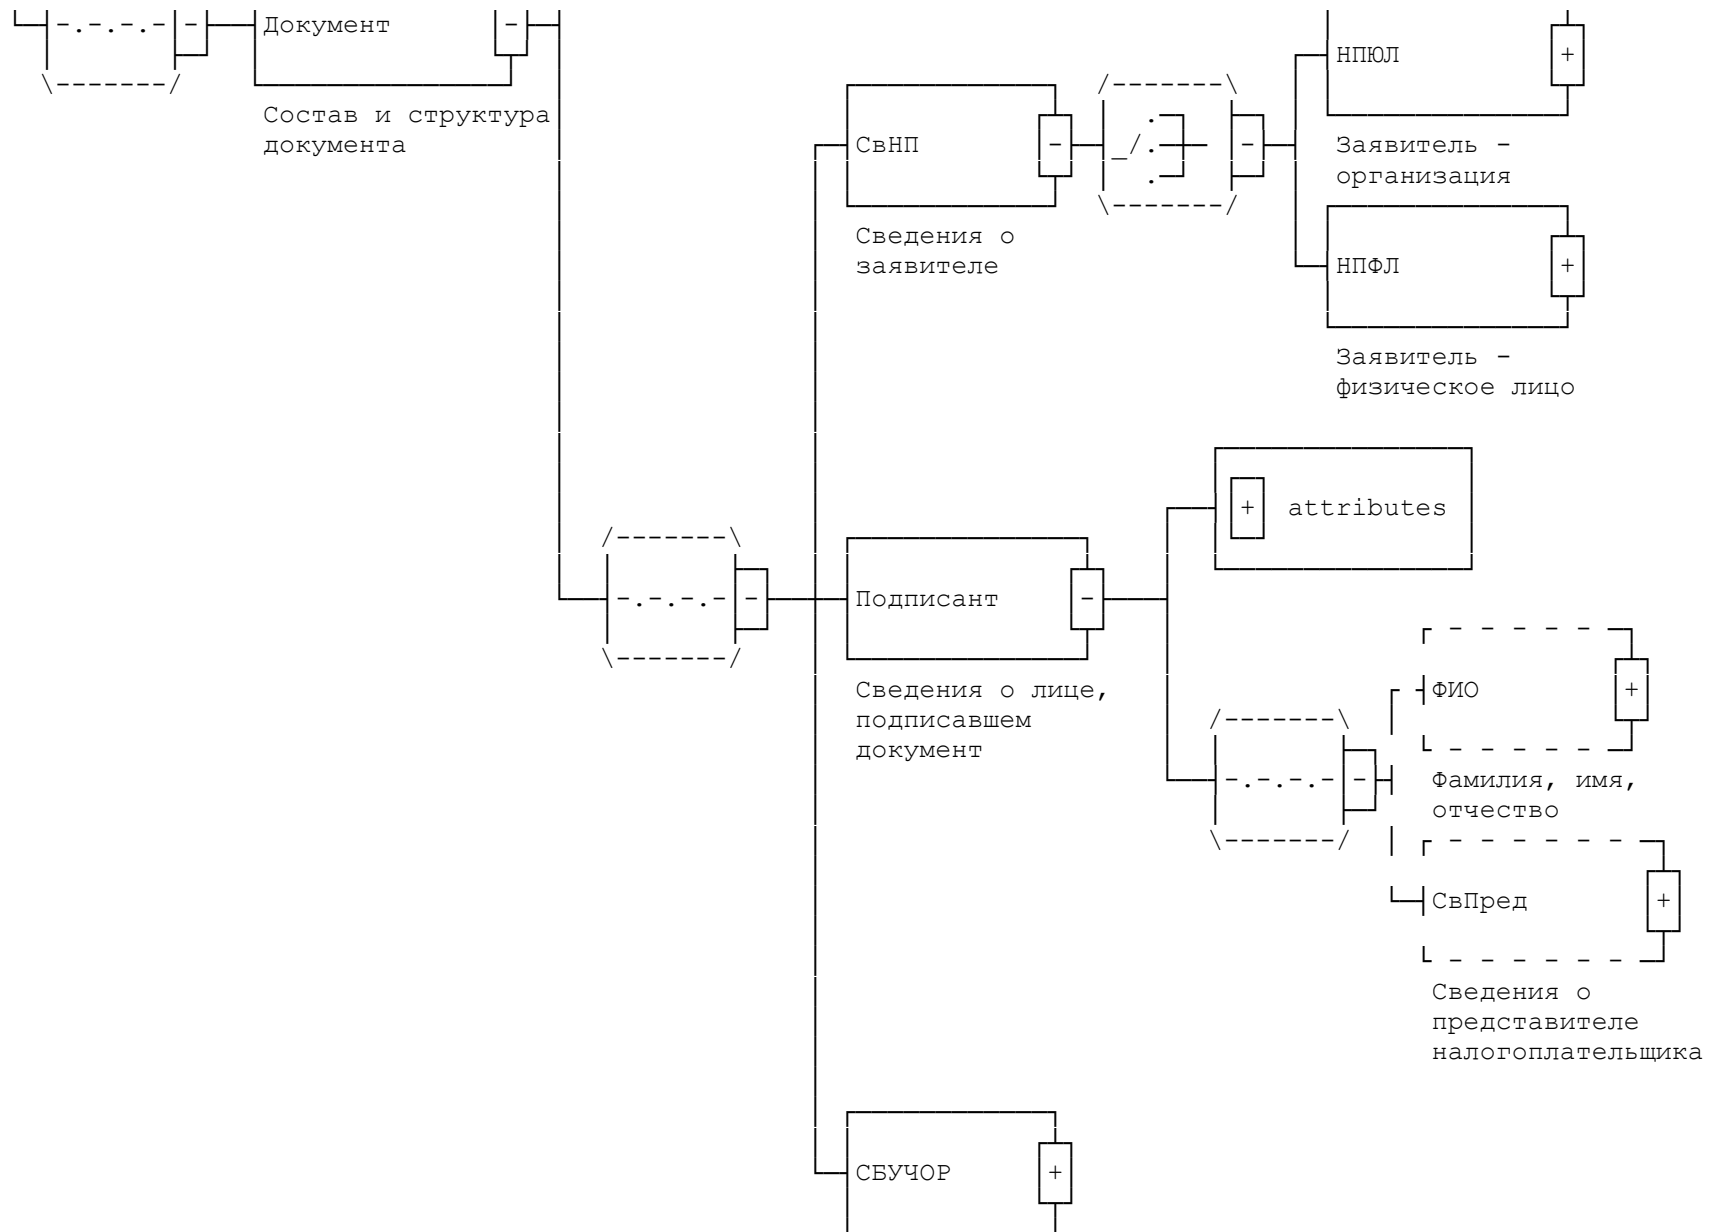 Документ
Состав и структура
документа
НПЮЛ
+
Заявитель -
организация
СвНП
Сведения о
заявителе
НПФЛ
+
Заявитель -
физическое лицо
+ attributes
Подписант
Сведения о лице,
подписавшем
документ
ФИО
+
Фамилия, имя,
отчество
СвПред
+
Сведения о
представителе
налогоплательщика
СБУЧОР
+